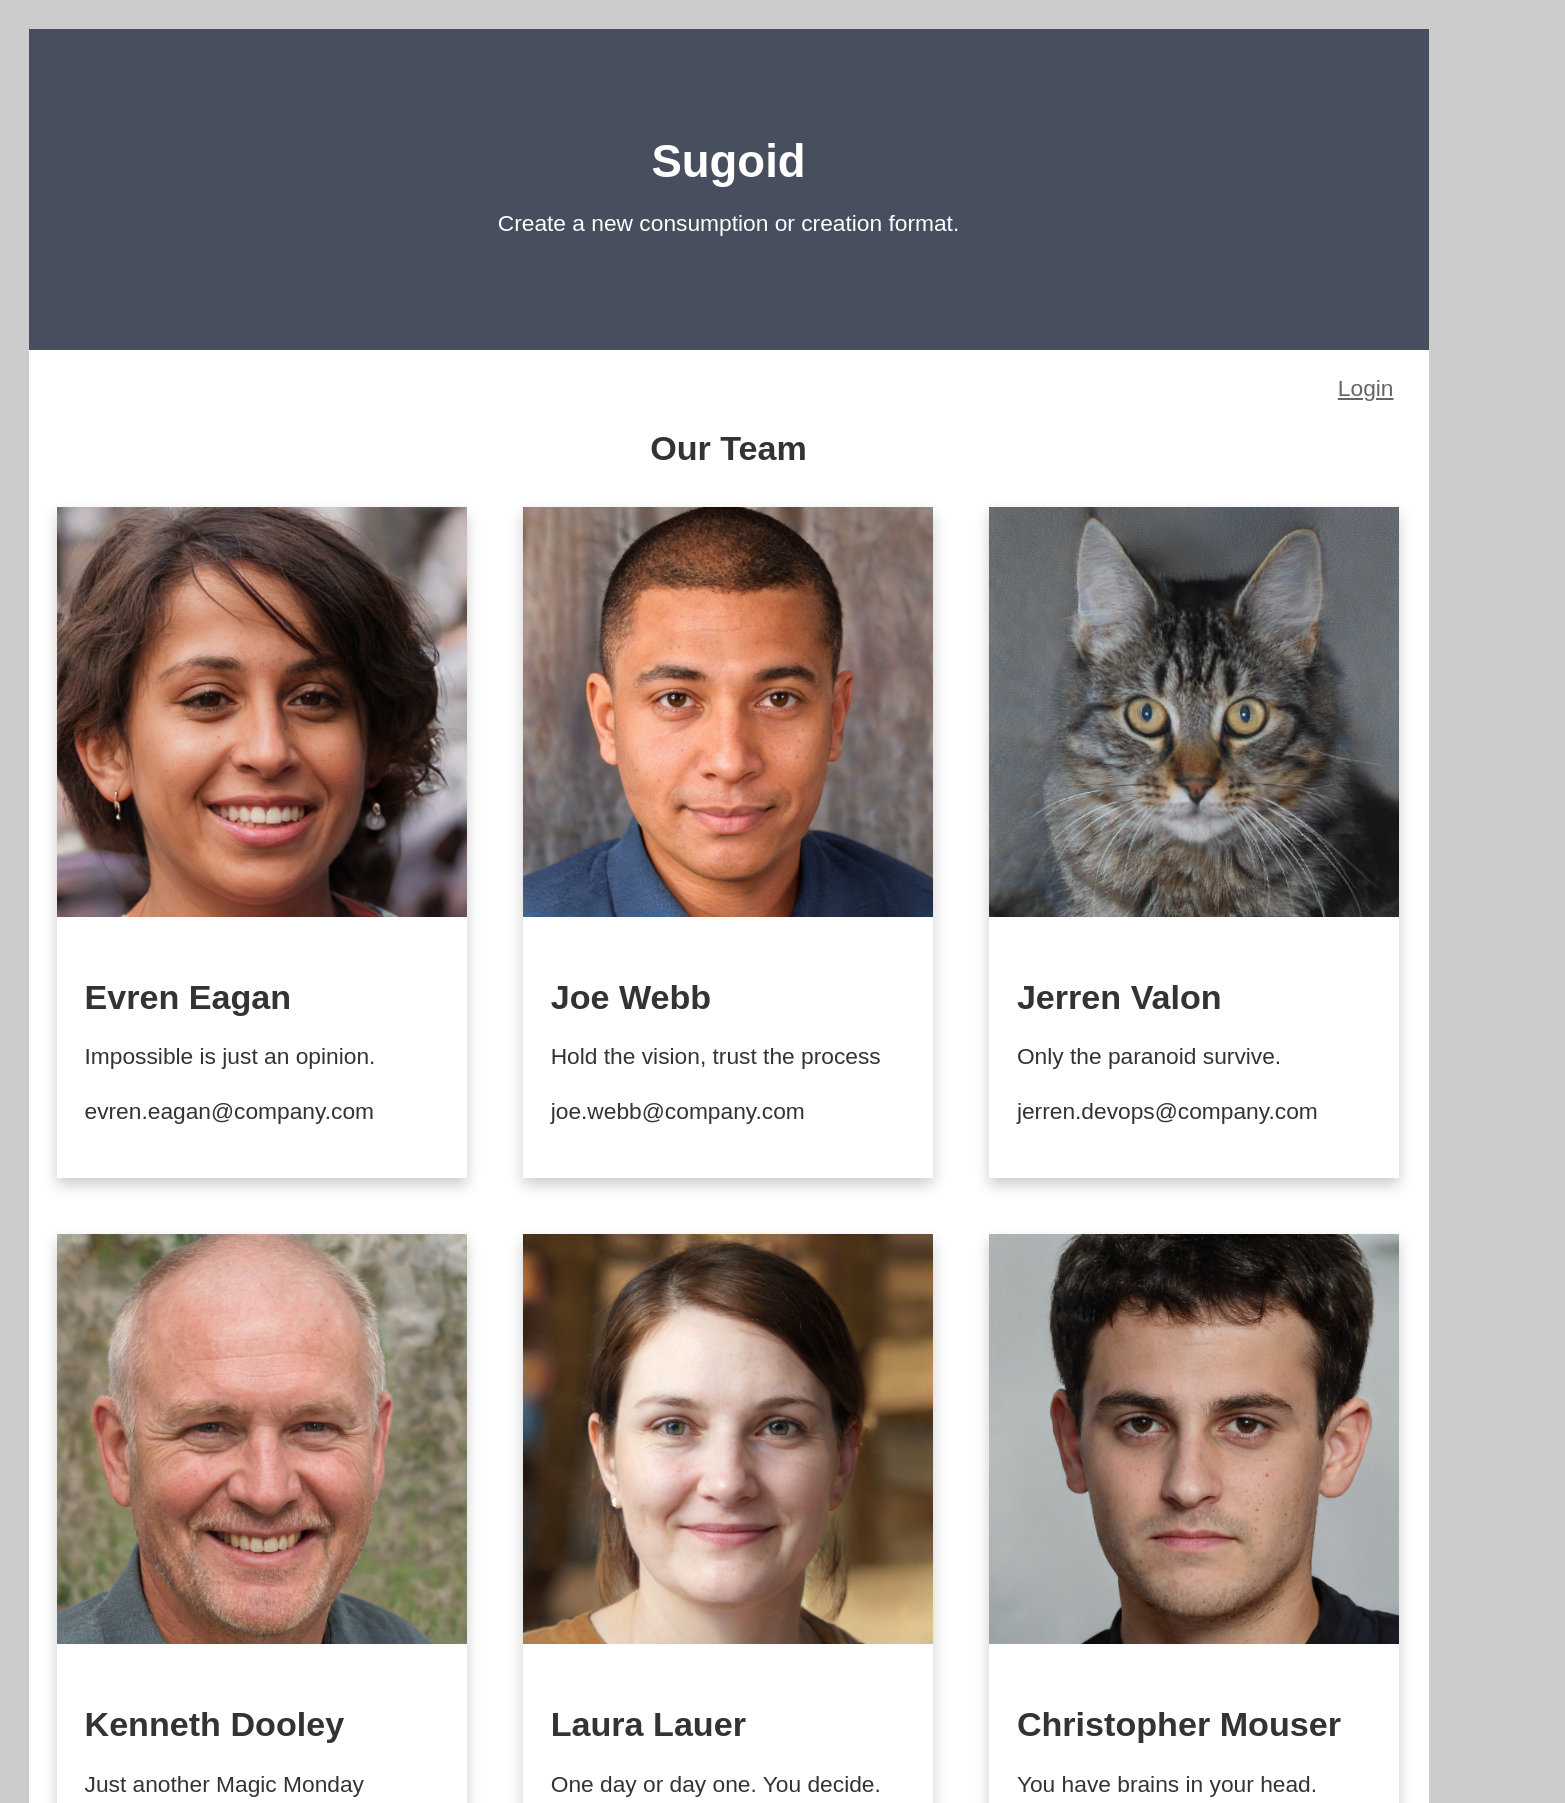 Sugoid
Create a new consumption or creation format.
Login
Our Team
Evren Eagan
Impossible is just an opinion.
evren.eagan@company.com
Joe Webb
Hold the vision, trust the process
joe.webb@company.com
Jerren Valon
Only the paranoid survive.
jerren.devops@company.com
Kenneth Dooley
Just another Magic Monday
Laura Lauer
One day or day one. You decide.
Christopher Mouser
You have brains in your head.